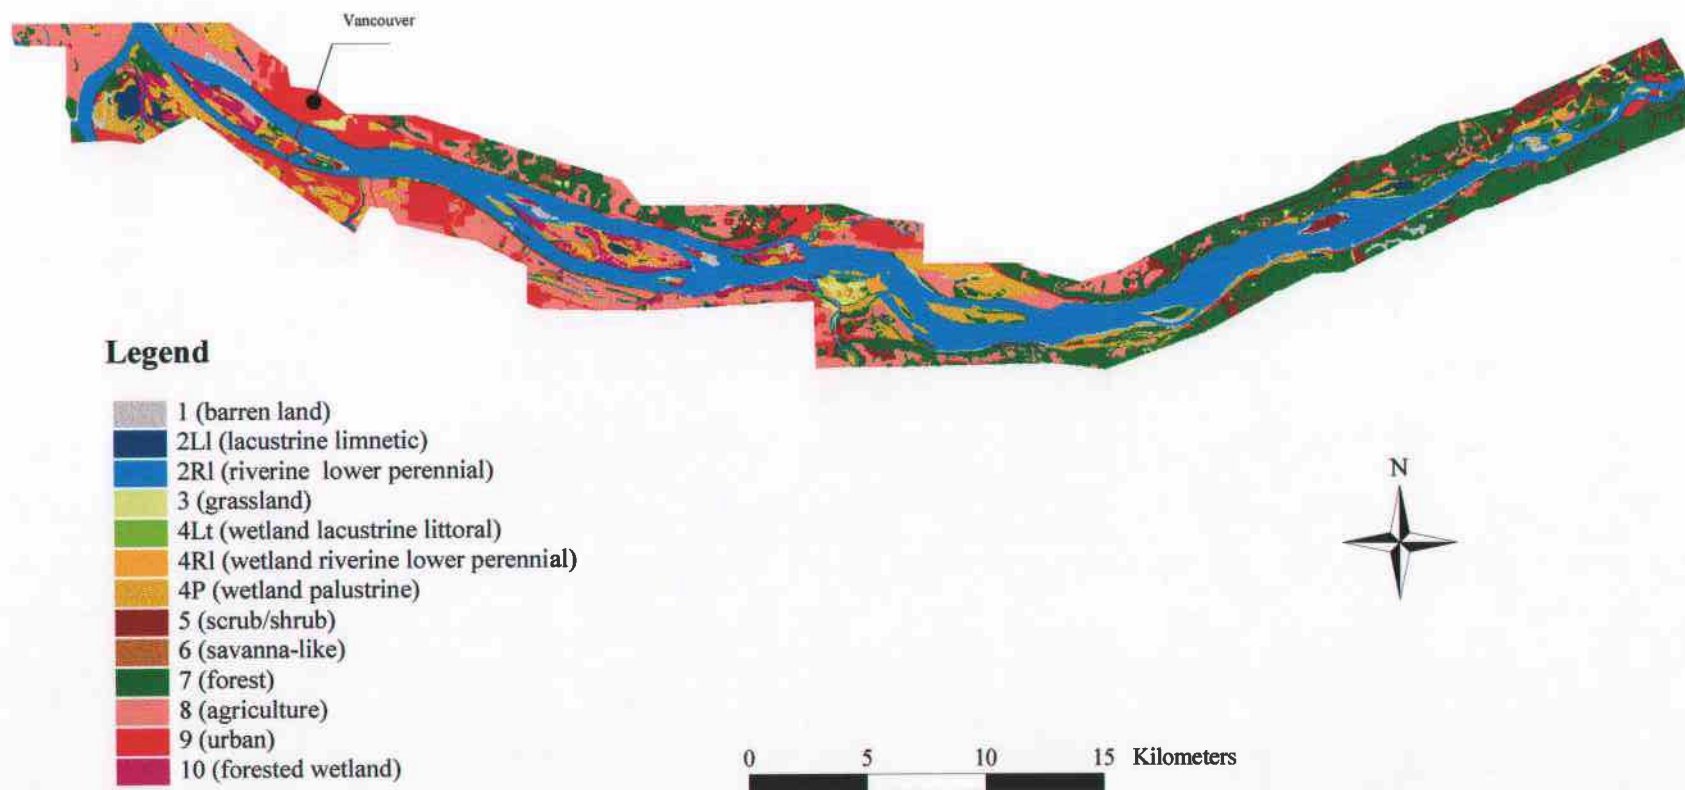 Vancouver
Legend
1 (barren land)
2Ll (lacustrine limnetic)
2Rl (riverine lower perennial)
3 (grassland)
4Lt (wetland lacustrine littoral)
4Rl (wetland riverine lower perennial)
4P (wetland palustrine)
5 (scrub/shrub)
6 (savanna-like)
7 (forest)
8 (agriculture)
9 (urban)
10 (forested wetland)
N
0 5 10 15 Kilometers